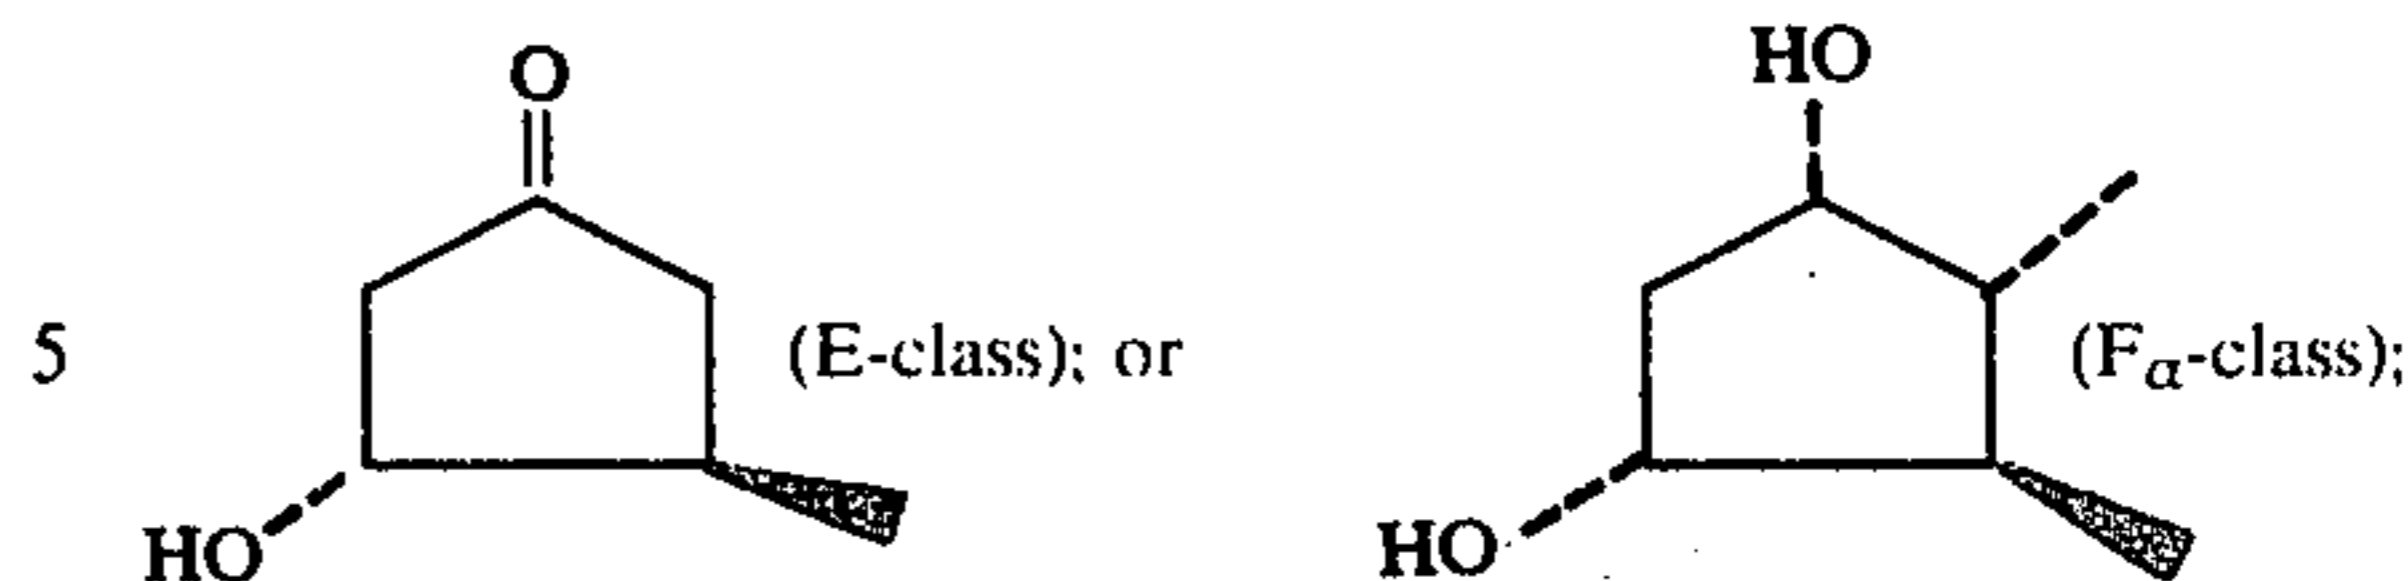 O HO
5 (E-class); or (Fα-class);
HO HO